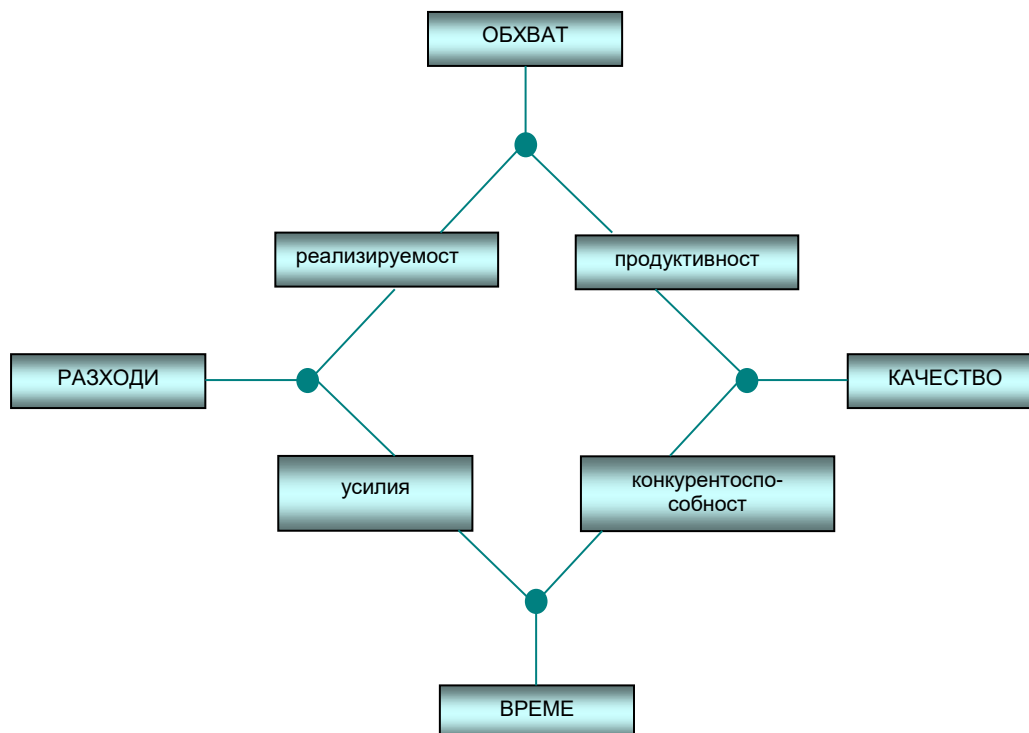 ОБХВАТ
реализируемост
продуктивност
РАЗХОДИ
КАЧЕСТВО
усилия
конкурентоспо-
собност
ВРЕМЕ